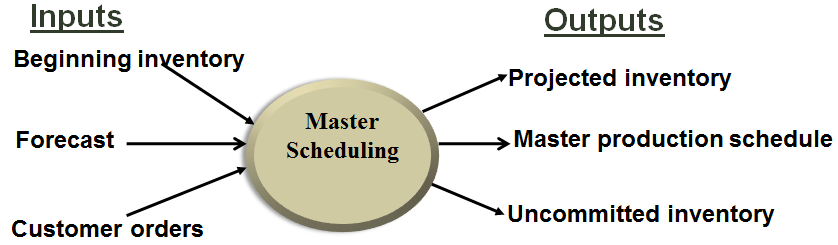 Inputs
Outputs
Beginning inventory
Projected inventory
Master
Scheduling
Forecast
Master production schedule
Customer orders
Uncommitted inventory